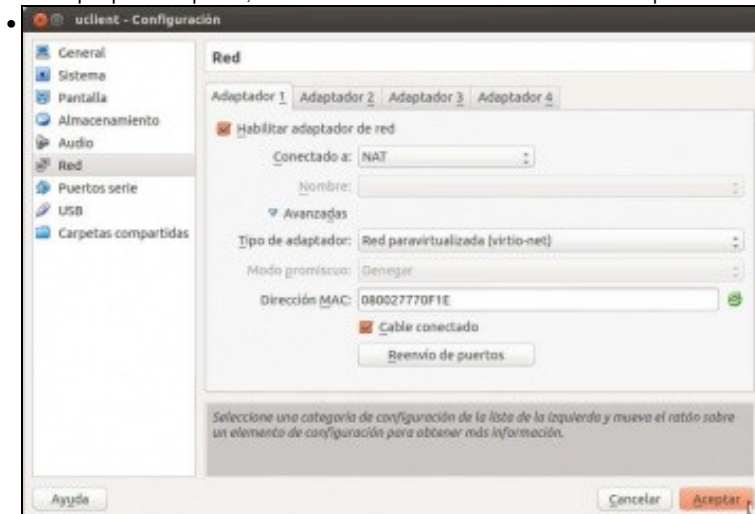 uclient - Configuración
General
Sistema
Pantalla
Almacenamiento
Audio
Red
Puertos serie
USB
Carpetas compartidas
Red
Adaptador 1 Adaptador 2 Adaptador 3 Adaptador 4
Habilitar adaptador de red
Conectado a: NAT
Nombre:
Avanzadas
Tipo de adaptador: Red paravirtualizada (virtio-net)
Modo promiscuo: Denegar
Dirección MAC: 080027770F1E
Cable conectado
Reenvío de puertos
Seleccione una categoría de configuración de la lista de la izquierda y mueva el ratón sobre
un elemento de configuración para obtener más información.
Ayuda Cancelar Aceptar